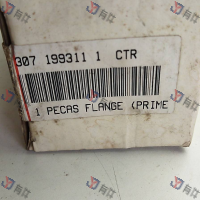 307 199311 1 CTR
1 PECAS FLANGE (PRIME